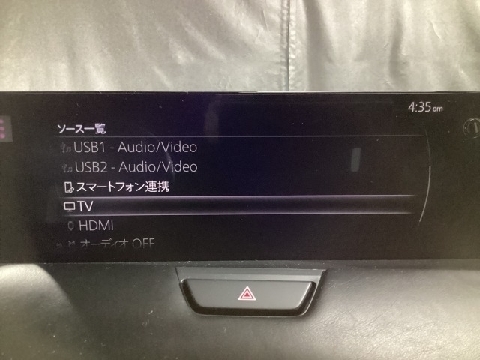 4:35 am
ソース一覧
USB1 - Audio/Video
USB2 - Audio/Video
スマートフォン連携
TV
HDMI
オーディオ OFF